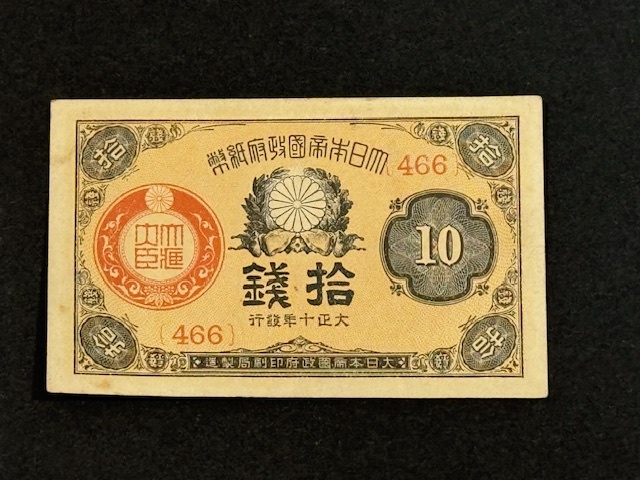 拾
拾
大日本帝國政府紙幣
{466}
大藏大臣
10
拾錢
大正十年發行
{466}
大日本帝國政府印刷局製造
拾
拾